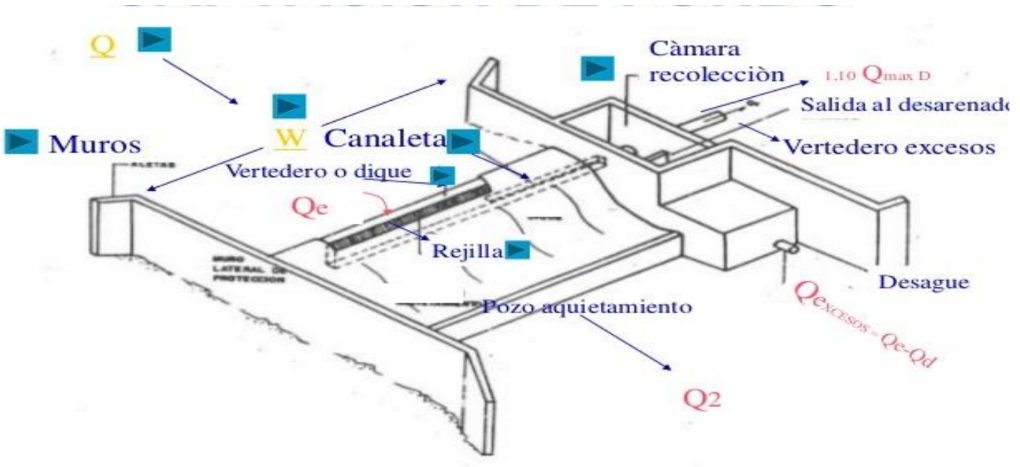 Q
Càmara
recolecciòn
1,10 Qmax D
Salida al desarenado
W
Canaleta
Muros
Vertedero excesos
ALETAS
Vertedero o dique
Qe
Rejilla
MURO
LATERAL DE
PROTECCION
Desague
Pozo aquietamiento
QeXCESOS = Qe-Qd
Q2